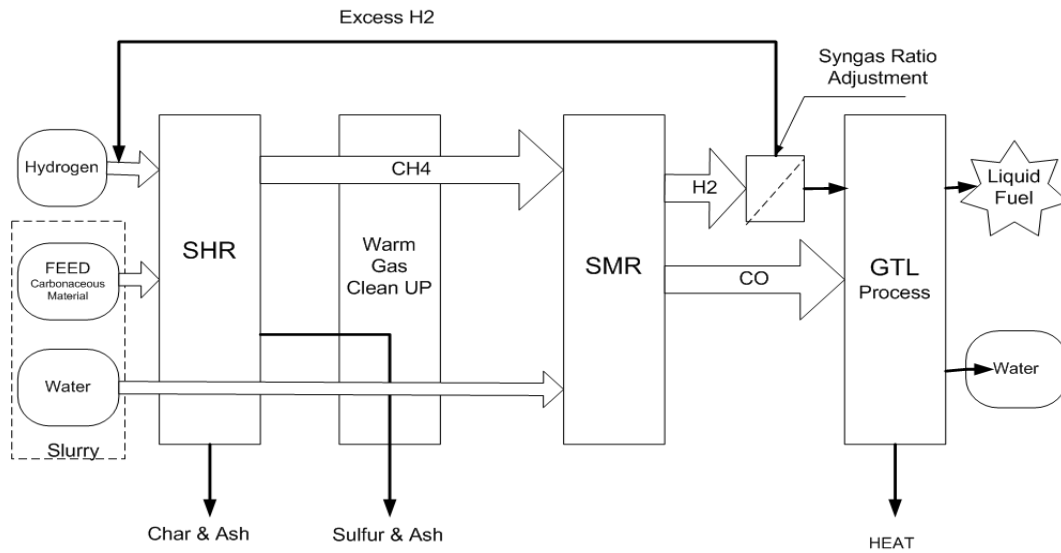 Excess H2
Syngas Ratio
Adjustment
Hydrogen
CH4
H2
Liquid
Fuel
SHR
Warm
Gas
Clean UP
SMR
FEED
Carbonaceous
Material
CO
GTL
Process
Water
Water
Slurry
Char & Ash
Sulfur & Ash
HEAT